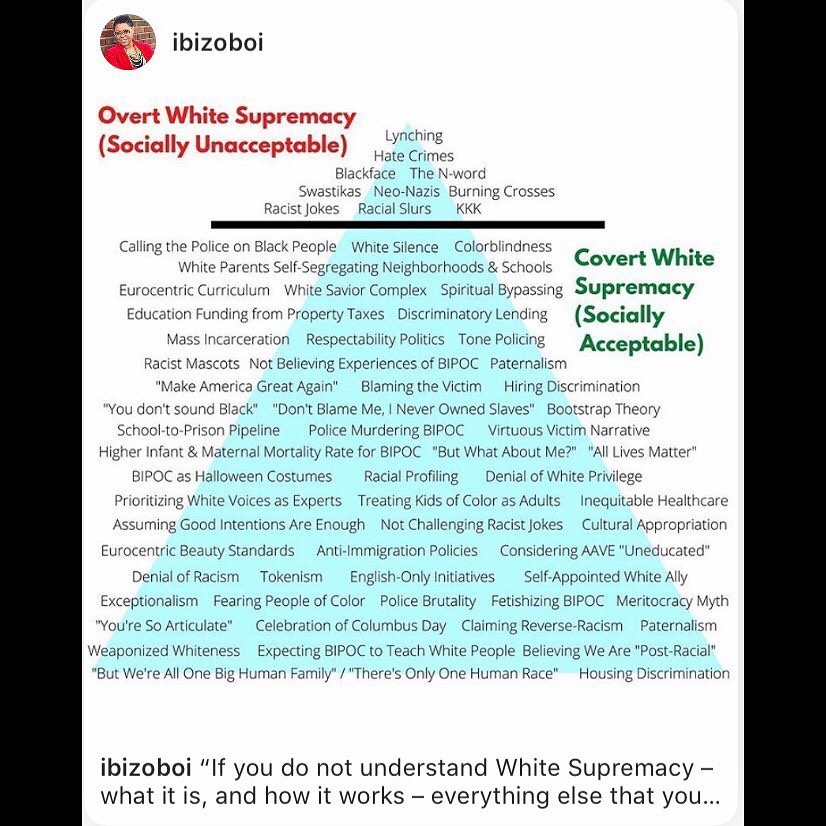 ibizoboi
Overt White Supremacy
(Socially Unacceptable)
Lynching
Hate Crimes
Blackface The N-word
Swastikas Neo-Nazis Burning Crosses
Racist Jokes Racial Slurs KKK
Calling the Police on Black People White Silence Colorblindness
White Parents Self-Segregating Neighborhoods & Schools
Covert White
Supremacy
(Socially
Acceptable)
Eurocentric Curriculum White Savior Complex Spiritual Bypassing
Education Funding from Property Taxes Discriminatory Lending
Mass Incarceration Respectability Politics Tone Policing
Racist Mascots Not Believing Experiences of BIPOC Paternalism
"Make America Great Again" Blaming the Victim Hiring Discrimination
"You don't sound Black" "Don't Blame Me, I Never Owned Slaves" Bootstrap Theory
School-to-Prison Pipeline Police Murdering BIPOC Virtuous Victim Narrative
Higher Infant & Maternal Mortality Rate for BIPOC "But What About Me?" "All Lives Matter"
BIPOC as Halloween Costumes Racial Profiling Denial of White Privilege
Prioritizing White Voices as Experts Treating Kids of Color as Adults Inequitable Healthcare
Assuming Good Intentions Are Enough Not Challenging Racist Jokes Cultural Appropriation
Eurocentric Beauty Standards Anti-Immigration Policies Considering AAVE "Uneducated"
Denial of Racism Tokenism English-Only Initiatives Self-Appointed White Ally
Exceptionalism Fearing People of Color Police Brutality Fetishizing BIPOC Meritocracy Myth
"You're So Articulate" Celebration of Columbus Day Claiming Reverse-Racism Paternalism
Weaponized Whiteness Expecting BIPOC to Teach White People Believing We Are "Post-Racial"
"But We're All One Big Human Family" / "There's Only One Human Race" Housing Discrimination
ibizoboi “If you do not understand White Supremacy –
what it is, and how it works – everything else that you...